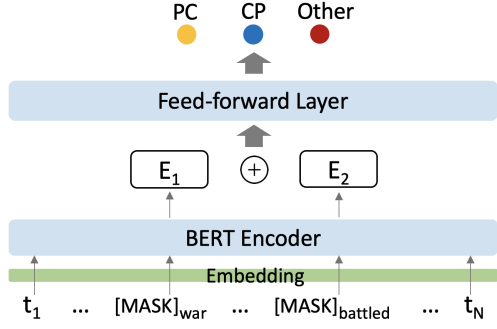 PC CP Other
Feed-forward Layer
E₁ + E₂
BERT Encoder
Embedding
t₁ ... [MASK]war ... [MASK]battled ... tN